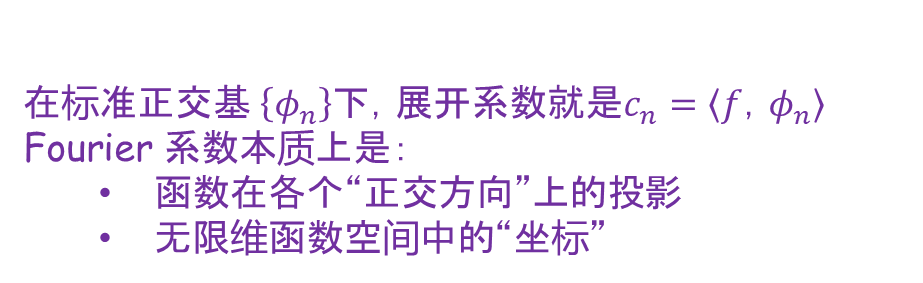 在标准正交基 {𝜙ₙ}下, 展开系数就是𝑐ₙ = ⟨𝑓, 𝜙ₙ⟩
Fourier 系数本质上是:
• 函数在各个“正交方向”上的投影
• 无限维函数空间中的“坐标”